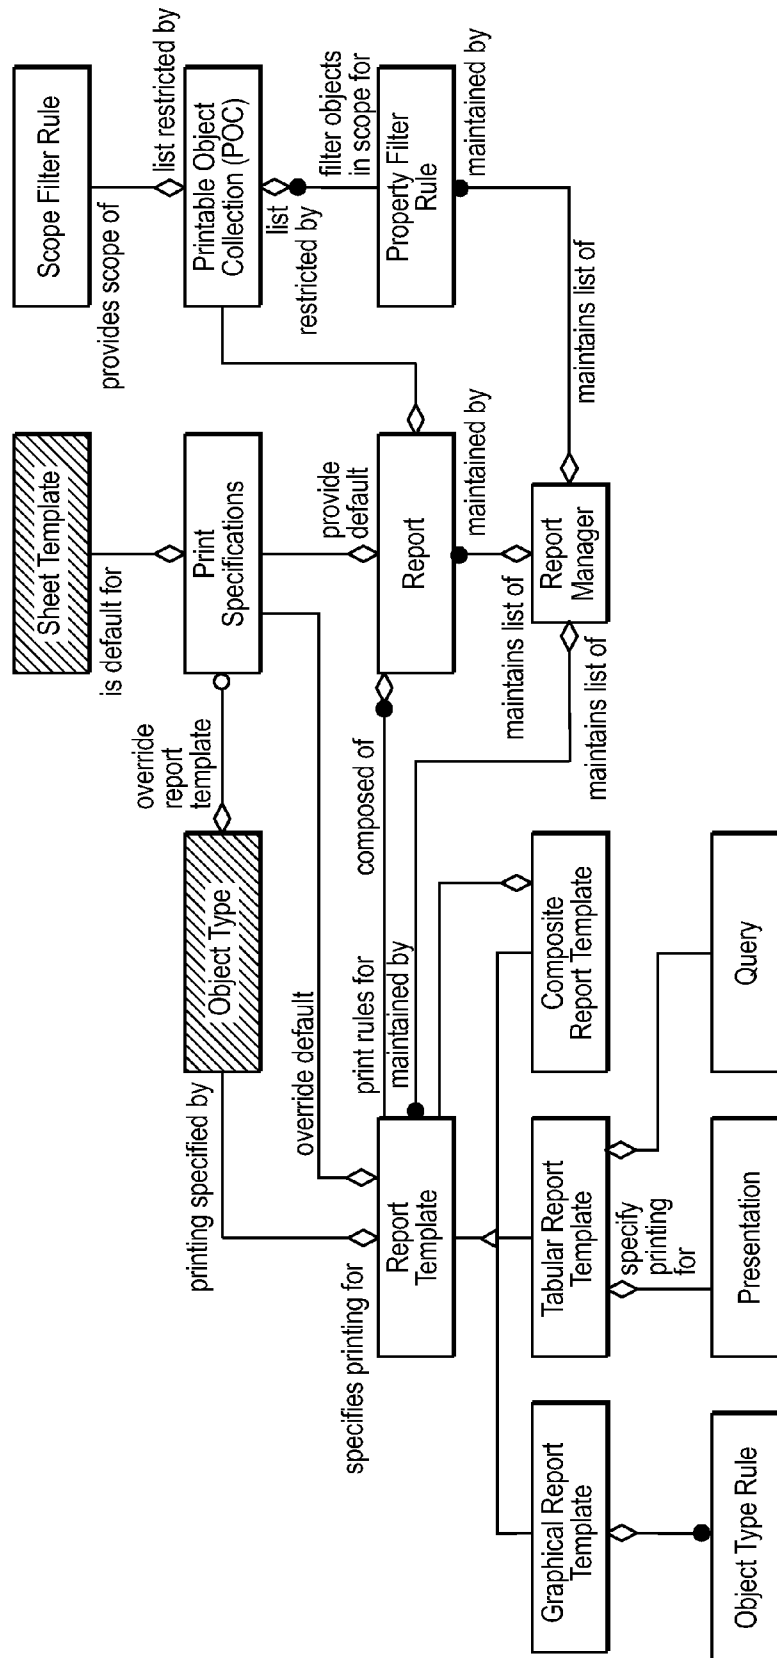 Sheet Template
Scope Filter Rule
is default for
provides scope of
list restricted by
Object Type
override
report
template
Print
Specifications
Printable Object
Collection (POC)
printing specified by
override default
provide
default
list
restricted by
filter objects
in scope for
specifies printing for
Report
Template
print rules for
composed of
maintained by
Report
maintained by
Property Filter
Rule
maintained by
maintains list of
maintains list of
maintains list of
Graphical Report
Template
Tabular Report
Template
Composite
Report Template
Report
Manager
specify
printing
for
Object Type Rule
Presentation
Query